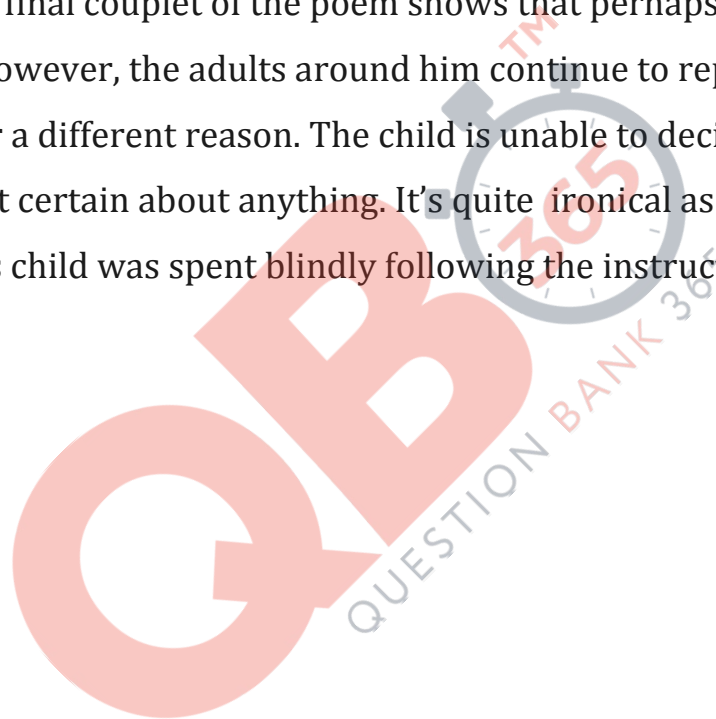 final couplet of the poem shows that perhaps
owever, the adults around him continue to rep
r a different reason. The child is unable to deci
t certain about anything. It's quite ironical as
s child was spent blindly following the instruc
QB
365
TM
QUESTION BANK 365